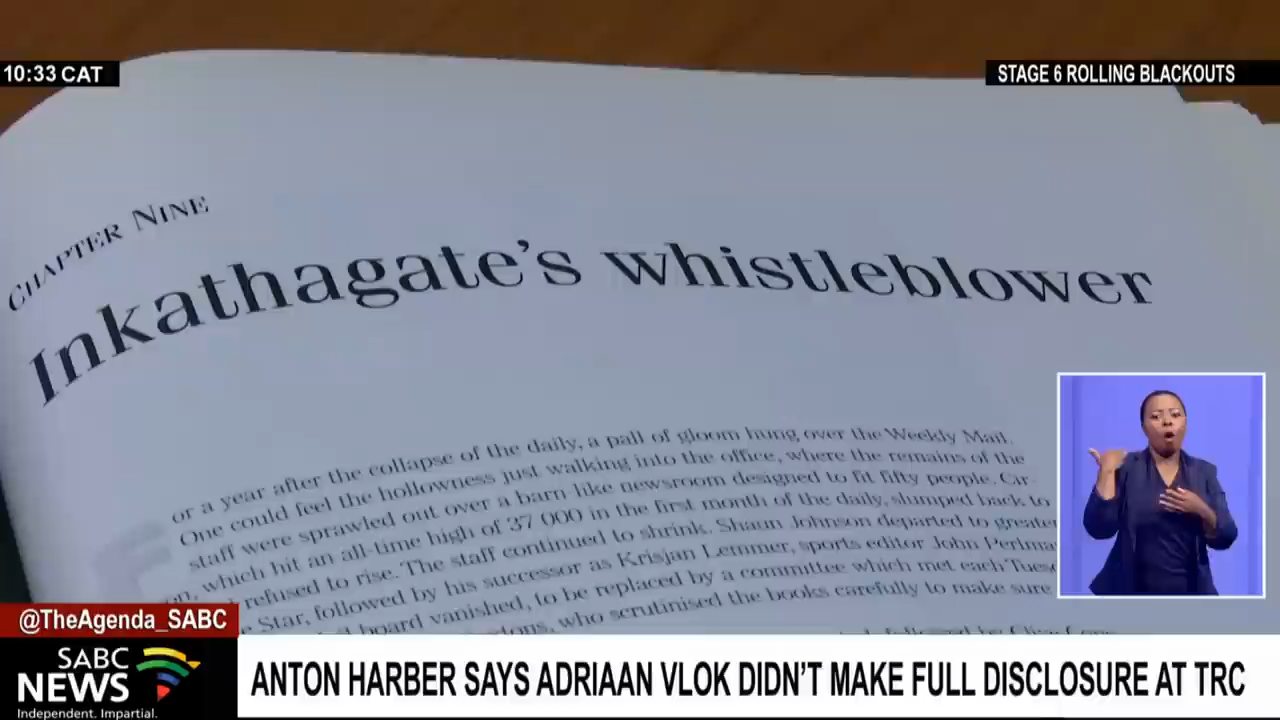 10:33 CAT
STAGE 6 ROLLING BLACKOUTS
CHAPTER NINE
Inkathagate's whistleblower
For a year after the collapse of the daily, a pall of gloom hung over the Weekly Mail.
One could feel the hollowness just walking into the office, where the remains of the
staff were sprawled out over a barn-like newsroom designed to fit fifty people. Cir-
which hit an all-time high of 37 000 in the first month of the daily, slumped back to
refused to rise. The staff continued to shrink. Shaun Johnson departed to greater
Star, followed by his successor as Krisjan Lemmer, sports editor John
board vanished, to be replaced by a committee which met each
who scrutinised the books carefully to make sure
@TheAgenda_SABC
SABC
NEWS
Independent. Impartial.
ANTON HARBER SAYS ADRIAAN VLOK DIDN'T MAKE FULL DISCLOSURE AT TRC